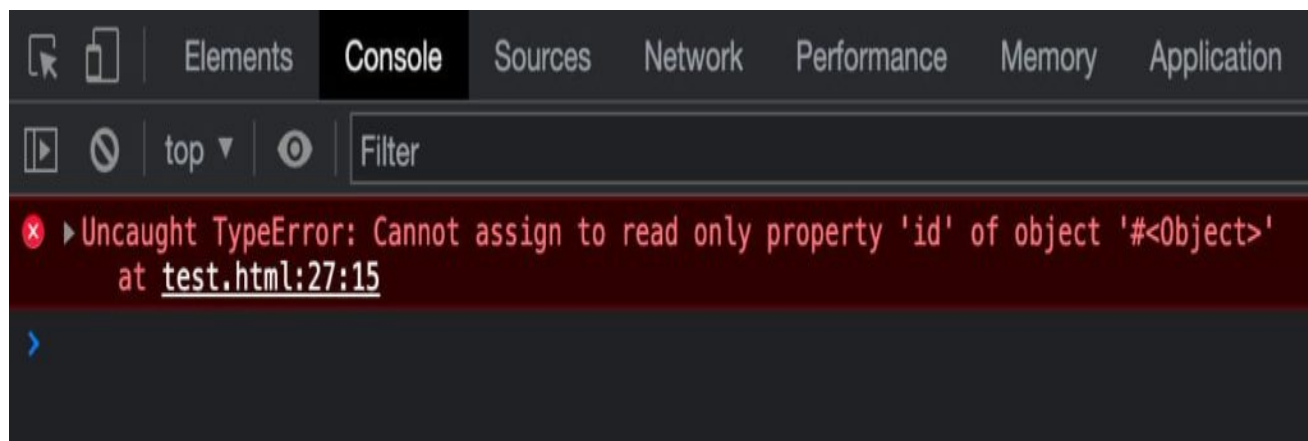 Elements Console Sources Network Performance Memory Application
top Filter
Uncaught TypeError: Cannot assign to read only property 'id' of object '#<Object>'
at test.html:27:15